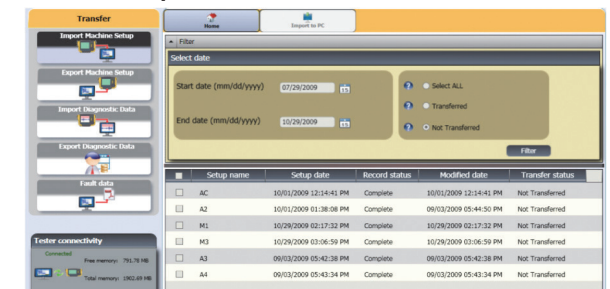 Transfer
Home
Import to PC
Import Machine Setup
Export Machine Setup
Import Diagnostic Data
Export Diagnostic Data
Fault data
Tester connectivity
Connected
Free memory: 791.78 MB
Total memory: 1902.69 MB
Filter
Select date
Start date (mm/dd/yyyy) 07/29/2009
End date (mm/dd/yyyy) 10/29/2009
Select ALL
Transferred
Not Transferred
Filter
Setup name Setup date Record status Modified date Transfer status
AC 10/01/2009 12:14:41 PM Complete 10/01/2009 12:14:41 PM Not Transferred
A2 10/01/2009 01:38:08 PM Complete 09/03/2009 05:44:50 PM Not Transferred
M1 10/29/2009 02:17:32 PM Complete 10/29/2009 02:17:32 PM Not Transferred
M3 10/29/2009 03:06:59 PM Complete 10/29/2009 03:06:59 PM Not Transferred
A3 09/03/2009 05:42:38 PM Complete 09/03/2009 05:42:38 PM Not Transferred
A4 09/03/2009 05:43:34 PM Complete 09/03/2009 05:43:34 PM Not Transferred